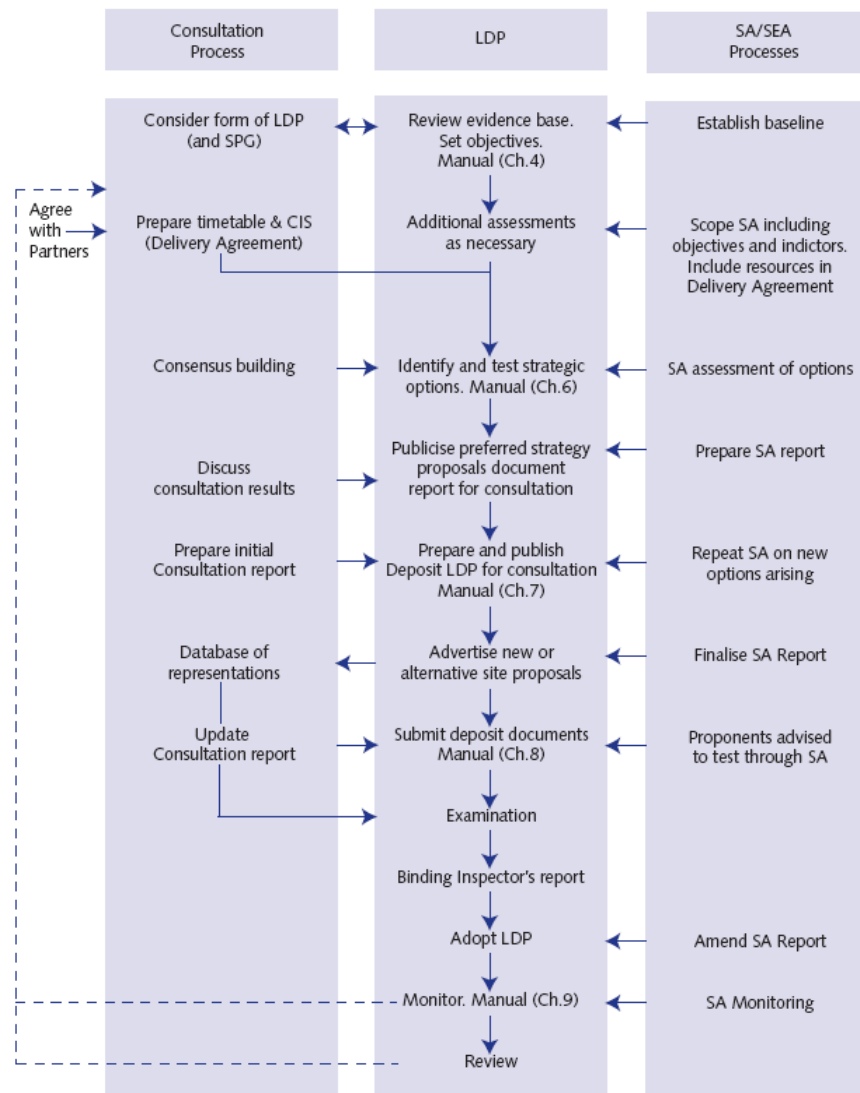 Consultation
Process
LDP
SA/SEA
Processes
Consider form of LDP
(and SPG)
Review evidence base.
Set objectives.
Manual (Ch.4)
Establish baseline
Agree
with
Partners
Prepare timetable & CIS
(Delivery Agreement)
Additional assessments
as necessary
Scope SA including
objectives and indictors.
Include resources in
Delivery Agreement
Consensus building
Identify and test strategic
options. Manual (Ch.6)
SA assessment of options
Discuss
consultation results
Publicise preferred strategy
proposals document
report for consultation
Prepare SA report
Prepare initial
Consultation report
Prepare and publish
Deposit LDP for consultation
Manual (Ch.7)
Repeat SA on new
options arising
Database of
representations
Advertise new or
alternative site proposals
Finalise SA Report
Update
Consultation report
Submit deposit documents
Manual (Ch.8)
Proponents advised
to test through SA
Examination
Binding Inspector's report
Adopt LDP
Amend SA Report
Monitor. Manual (Ch.9)
SA Monitoring
Review